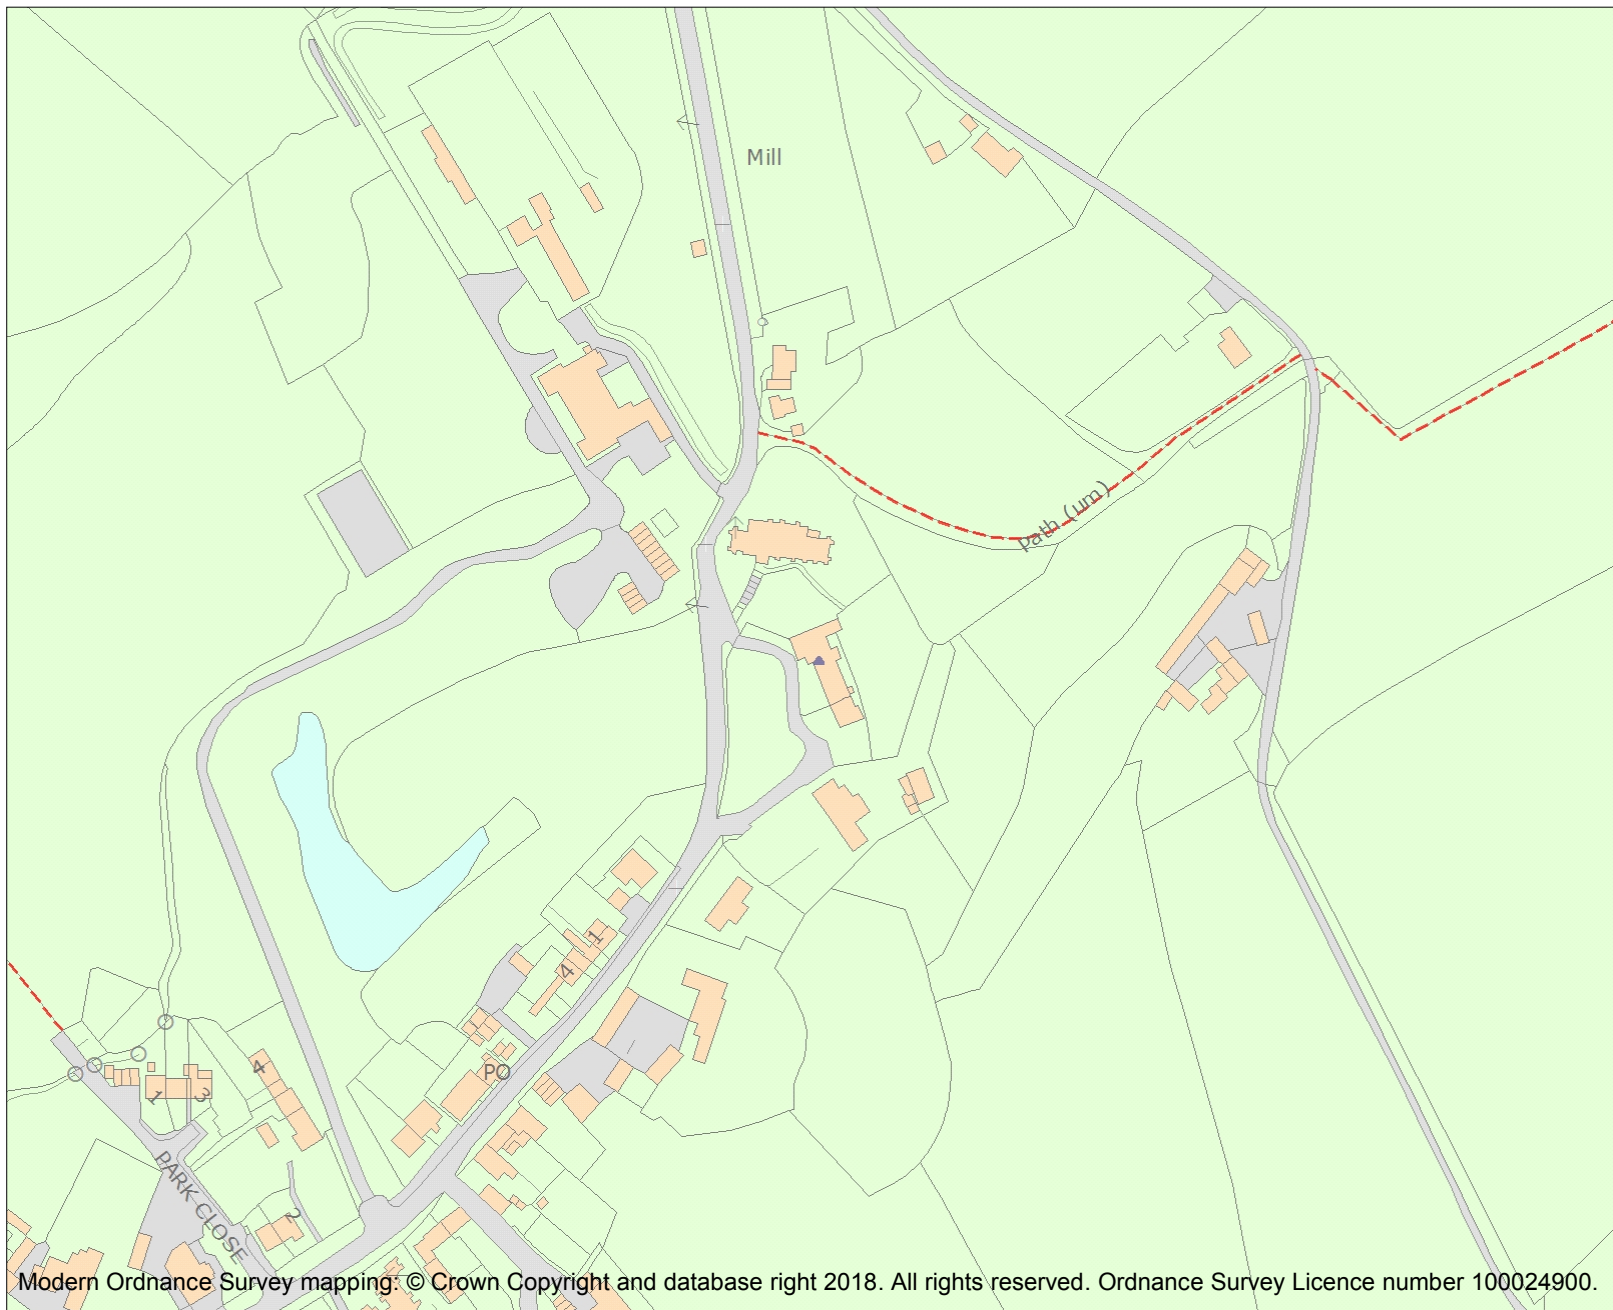 Mill
Path (um)
1
4
PO
4
1
3
PARK CLOSE
2
Modern Ordnance Survey mapping: © Crown Copyright and database right 2018. All rights reserved. Ordnance Survey Licence number 100024900.